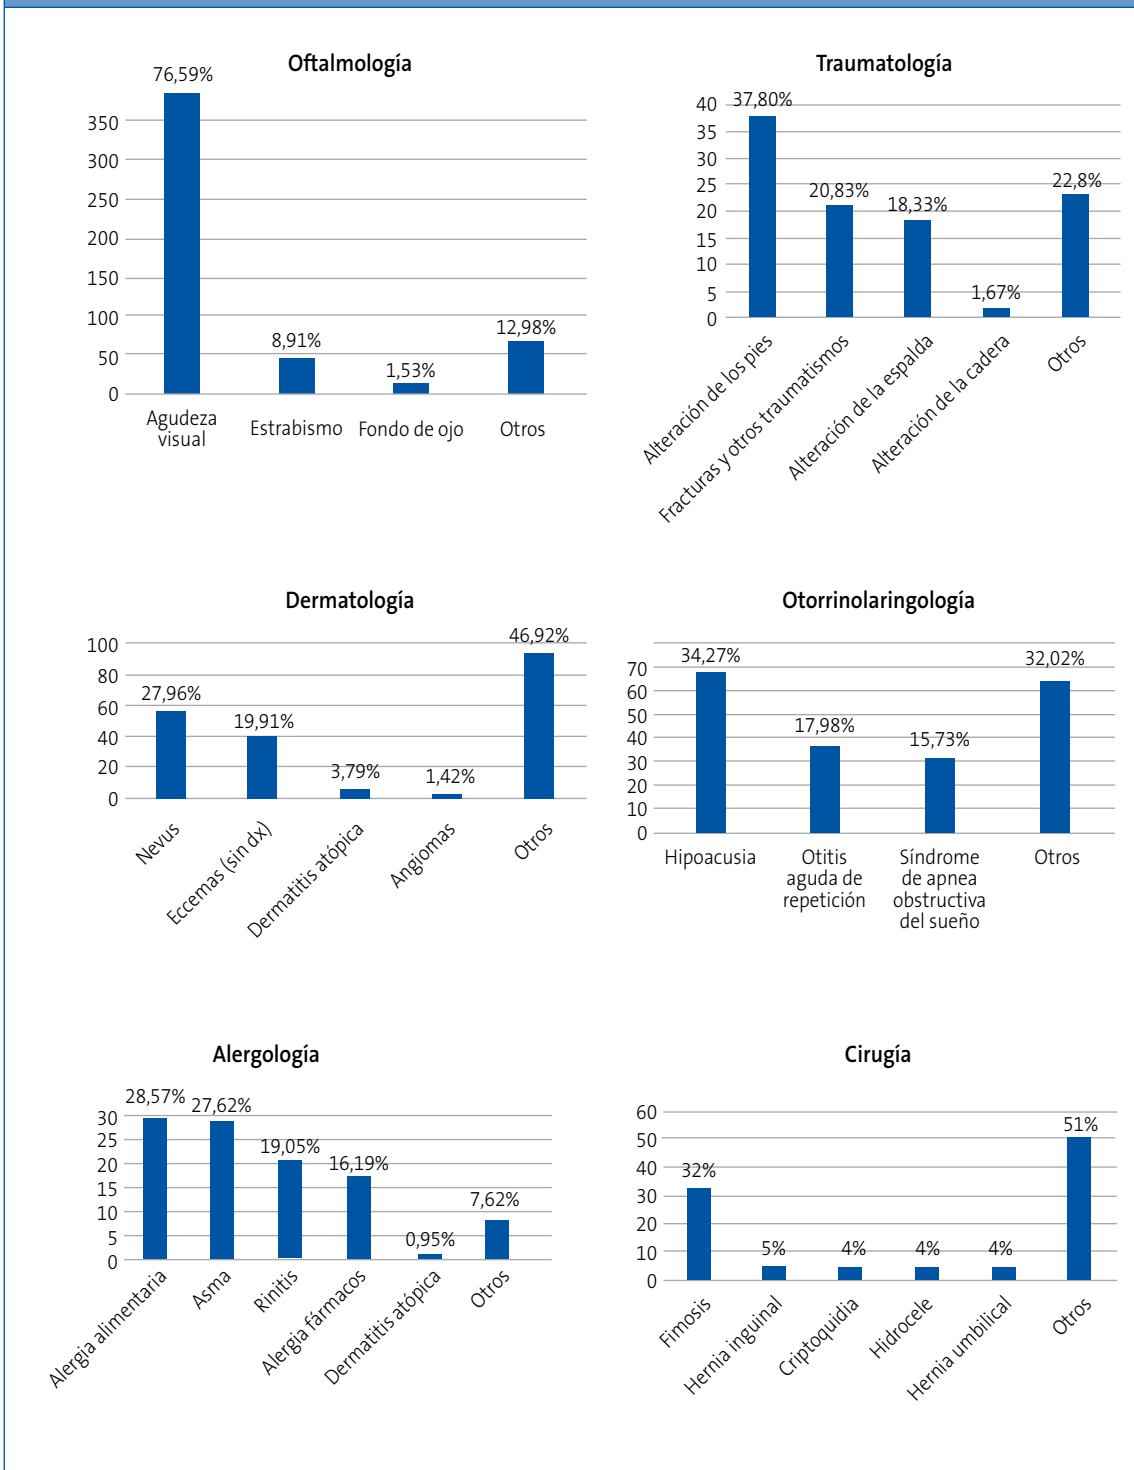 Oftalmología
76,59%
350
300
250
200
150
100
50
0
8,91%
1,53%
12,98%
Agudeza
visual
Estrabismo
Fondo de ojo
Otros
Traumatología
40
35
30
25
20
15
10
5
0
37,80%
20,83%
18,33%
1,67%
22,8%
Alteración de los pies
Fracturas y otros traumatismos
Alteración de la espalda
Alteración de la cadera
Otros
Dermatología
100
80
60
40
20
0
27,96%
19,91%
3,79%
1,42%
46,92%
Nevus
Eccemas (sin dx)
Dermatitis atópica
Angiomas
Otros
Otorrinolaringología
70
60
50
40
30
20
10
0
34,27%
17,98%
15,73%
32,02%
Hipoacusia
Otitis
aguda de
repetición
Síndrome
de apnea
obstructiva
del sueño
Otros
Alergología
30
25
20
15
10
5
0
28,57%
27,62%
19,05%
16,19%
0,95%
7,62%
Alergia alimentaria
Asma
Rinitis
Alergia fármacos
Dermatitis atópica
Otros
Cirugía
60
50
40
30
20
10
0
32%
5%
4%
4%
4%
51%
Fimosis
Hernia inguinal
Criptoquidia
Hidrocele
Hernia umbilical
Otros